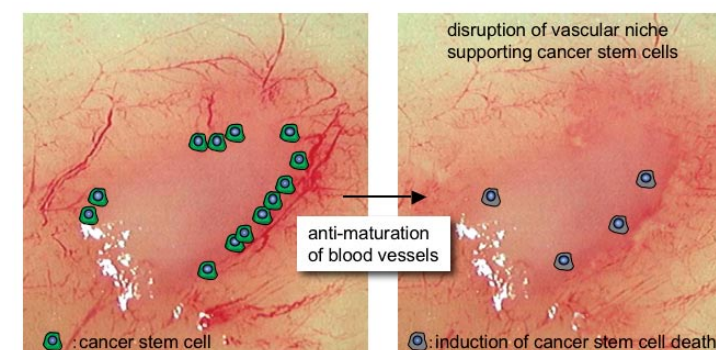 disruption of vascular niche
supporting cancer stem cells
anti-maturation
of blood vessels
:cancer stem cell
:induction of cancer stem cell death